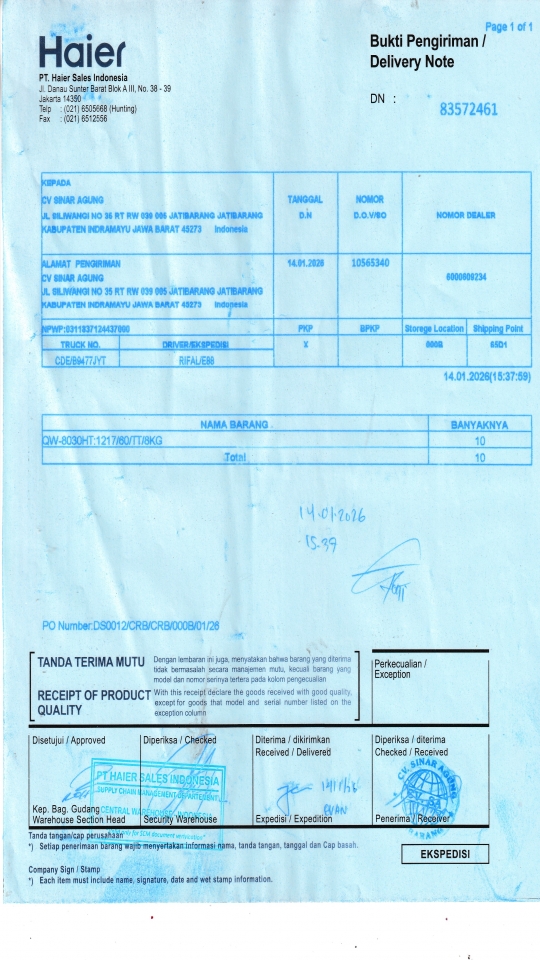 Page 1 of 1
Haier
Bukti Pengiriman /
Delivery Note
PT. Haier Sales Indonesia
Jl. Danau Sunter Barat Blok A III, No. 38 - 39
Jakarta 14350
Telp : (021) 6505668 (Hunting)
Fax : (021) 6512556
DN : 83572461
KEPADA
CV SINAR AGUNG
JL SILIWANGI NO 35 RT RW 039 005 JATIBARANG JATIBARANG
KABUPATEN INDRAMAYU JAWA BARAT 45273 Indonesia
TANGGAL
D.N
NOMOR
D.O.V/SO
NOMOR DEALER
ALAMAT PENGIRIMAN
CV SINAR AGUNG
JL SILIWANGI NO 35 RT RW 039 005 JATIBARANG JATIBARANG
KABUPATEN INDRAMAYU JAWA BARAT 45273 Indonesia
14.01.2026
10565340
NPWP:
PKP
BPKP
Storege Location
Shipping Point
TRUCK NO.
DRIVER/EKSPEDISI
X
000B
65D1
CDE/B9477JYT
RIFAL/E88
14.01.2026(15:37:59)
NAMA BARANG
BANYAKNYA
QW-8030HT:1217/60/TT/8KG
10
Total
10
14.01.2026
15.39
PO Number:DS0012/CRB/CRB/000B/01/26
TANDA TERIMA MUTU
Dengan lembaran ini juga, menyatakan bahwa barang yang diterima
tidak bermasalah secara manajemen mutu, kecuali barang yang
model dan nomor serinya tertera pada kolom pengecualian
RECEIPT OF PRODUCT
QUALITY
With this receipt declare the goods received with good quality,
except for goods that model and serial number listed on the
exception column
Perkecualian /
Exception
Disetujui / Approved
Diperiksa / Checked
Diterima / dikirimkan
Received / Delivered
Diperiksa / diterima
Checked / Received
PT HAIER SALES INDONESIA
SUPPLY CHAIN MANAGEMENT DEPARTEMENT
CENTRAL WAREHOUSE
CV. SINAR AGUNG
Kep. Bag. Gudang
Warehouse Section Head
Security Warehouse
Expedisi / Expedition
Penerima / Receiver
Tanda tangan/cap perusahaan
*) Setiap penerimaan barang wajib menyertakan informasi nama, tanda tangan, tanggal dan Cap basah.
EKSPEDISI
Company Sign / Stamp
*) Each item must include name, signature, date and wet stamp information.